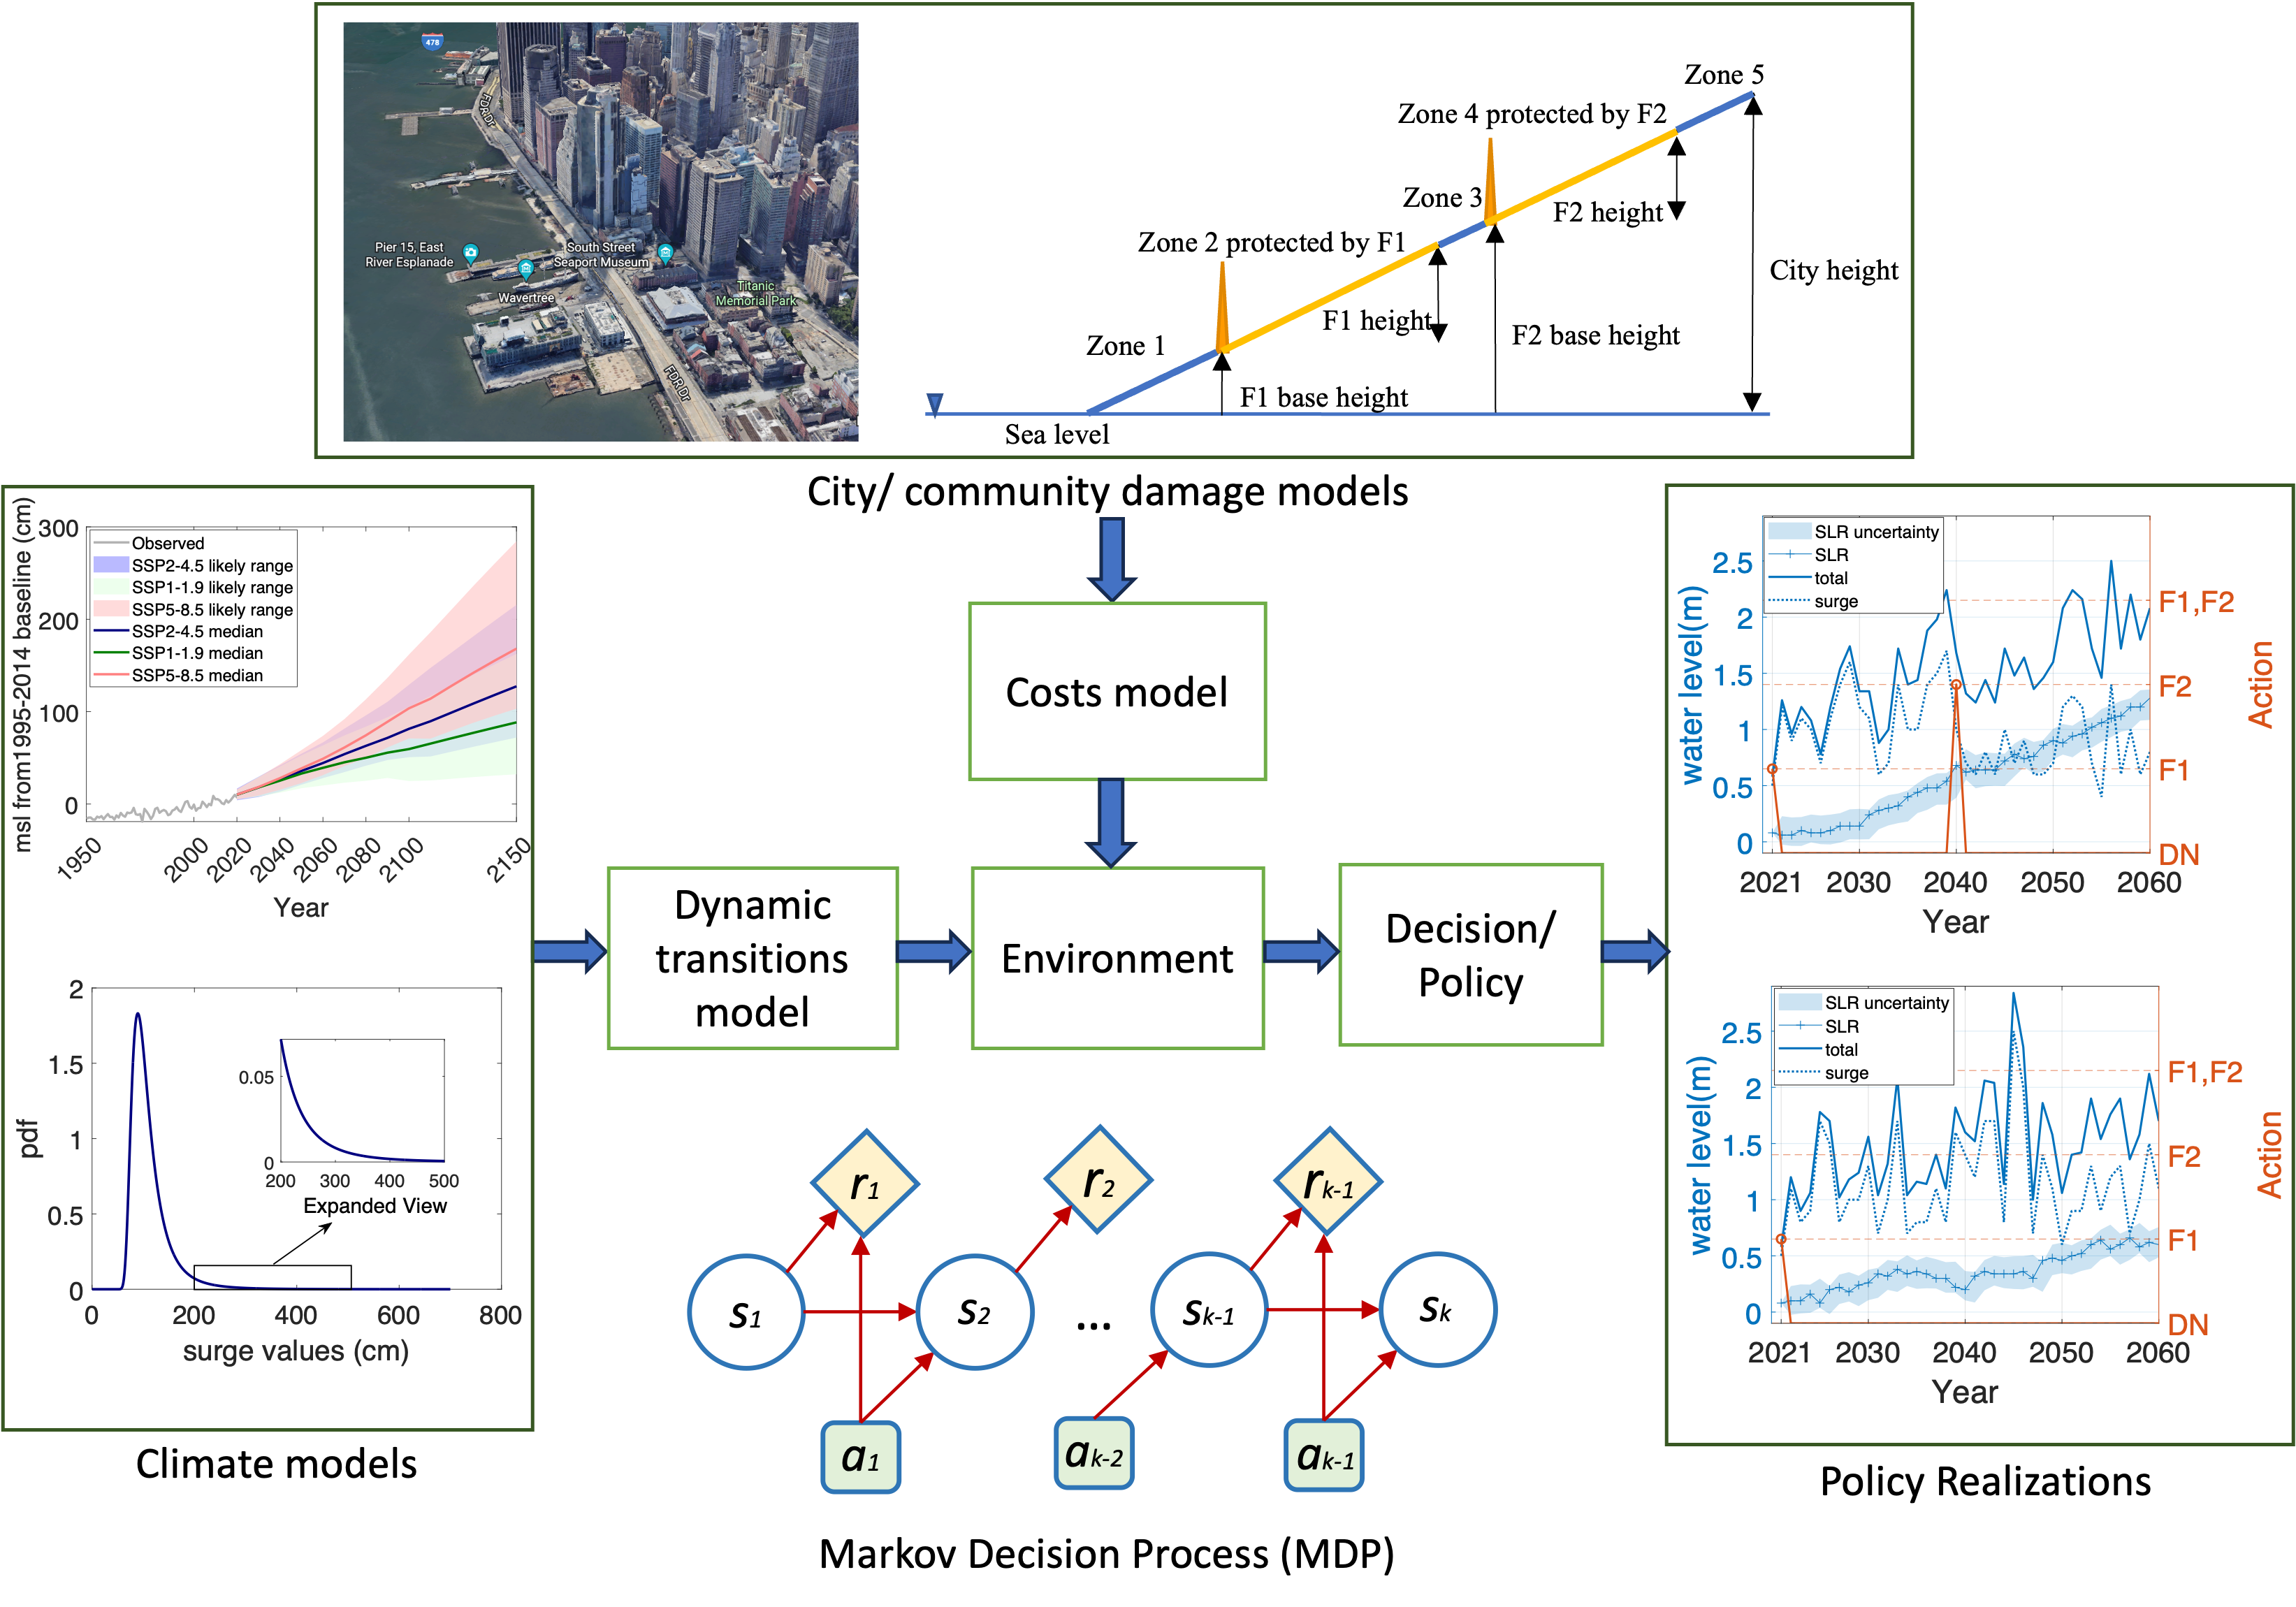 478
FDR Dr
Pier 15, East
River Esplanade
South Street
Seaport Museum
Wavertree
Titanic
Memorial Park
FDR Dr
Zone 5
Zone 4 protected by F2
Zone 3
F2 height
Zone 2 protected by F1
City height
F1 height
F2 base height
Zone 1
F1 base height
Sea level
City/ community damage models
msl from1995-2014 baseline (cm)
300
200
100
0
Observed
SSP2-4.5 likely range
SSP1-1.9 likely range
SSP5-8.5 likely range
SSP2-4.5 median
SSP1-1.9 median
SSP5-8.5 median
1950 2000 2020 2040 2060 2080 2100 2150
Year
pdf
2
1.5
1
0.5
0
0.05
0
200 300 400 500
Expanded View
0 200 400 600 800
surge values (cm)
Climate models
Costs model
Dynamic
transitions
model
Environment
Decision/
Policy
r1
r2
rk-1
s1
s2
...
sk-1
sk
a1
ak-2
ak-1
Markov Decision Process (MDP)
SLR uncertainty
SLR
total
surge
water level(m)
2.5
2
1.5
1
0.5
0
F1,F2
F2
F1
DN
Action
2021 2030 2040 2050 2060
Year
SLR uncertainty
SLR
total
surge
water level(m)
2.5
2
1.5
1
0.5
0
F1,F2
F2
F1
DN
Action
2021 2030 2040 2050 2060
Year
Policy Realizations